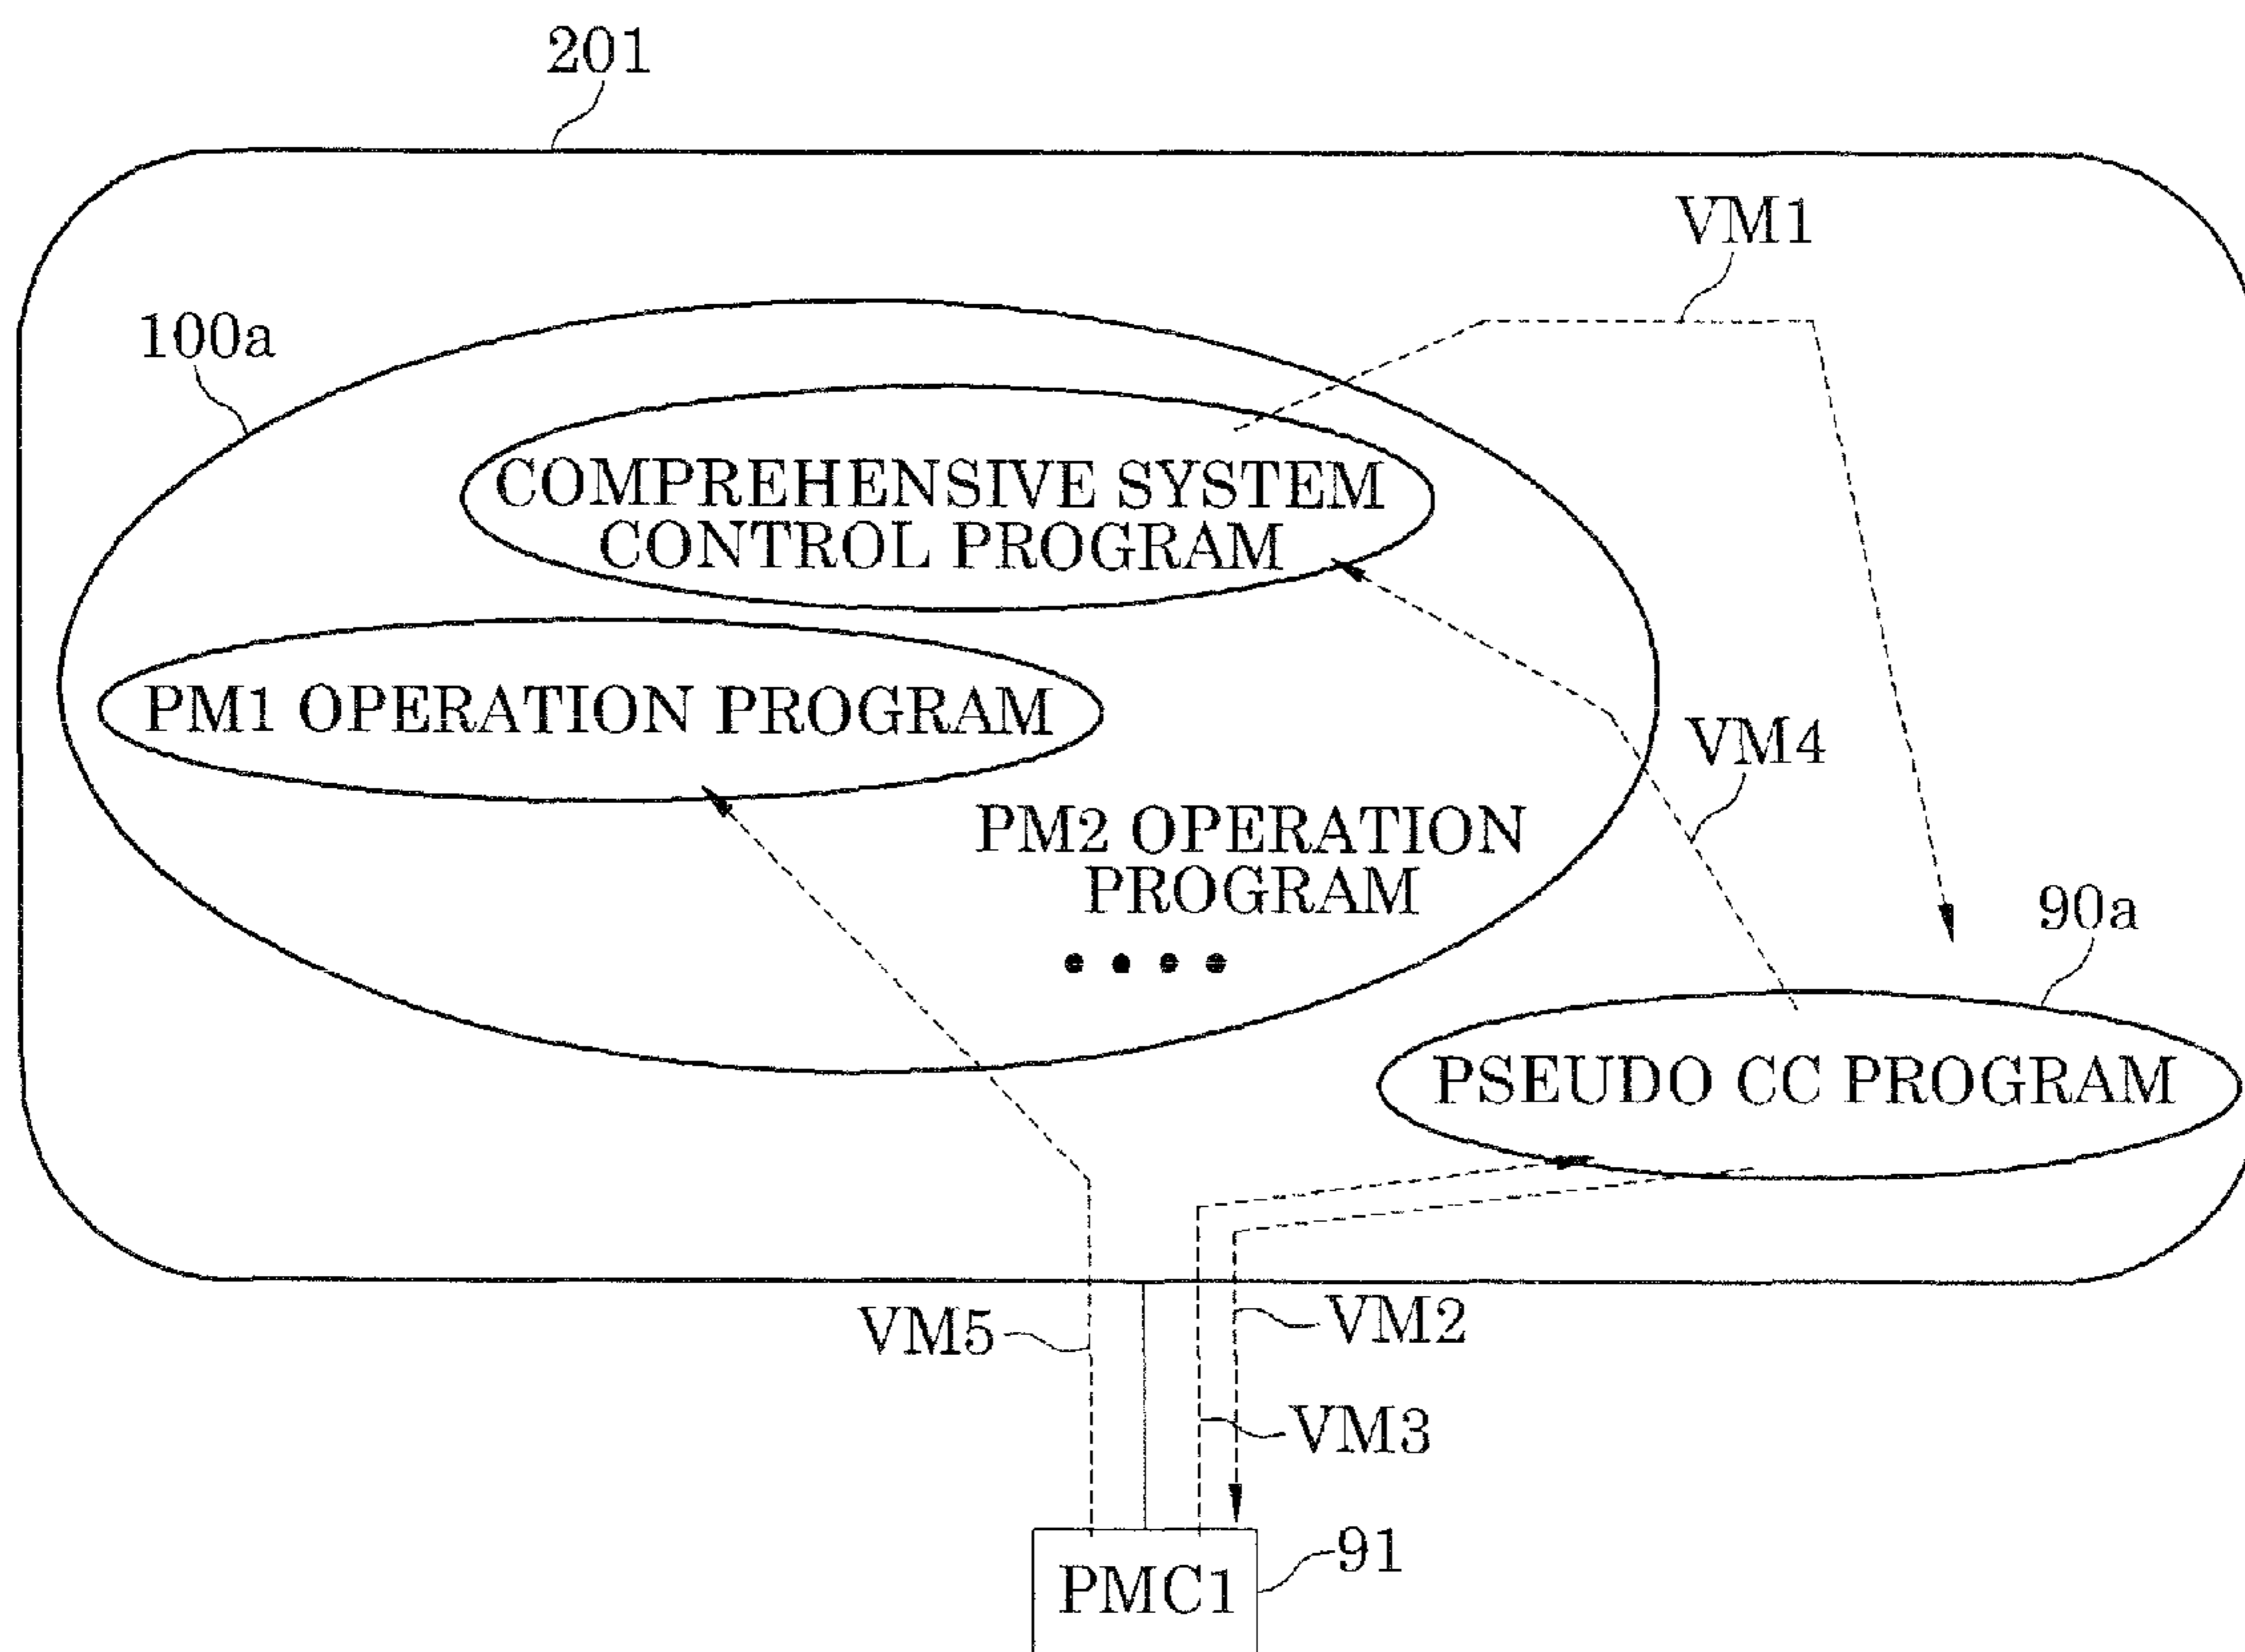 201
VM1
100a
COMPREHENSIVE SYSTEM
CONTROL PROGRAM
PM1 OPERATION PROGRAM
VM4
PM2 OPERATION
PROGRAM
90a
PSEUDO CC PROGRAM
VM5
VM2
VM3
91
PMC1